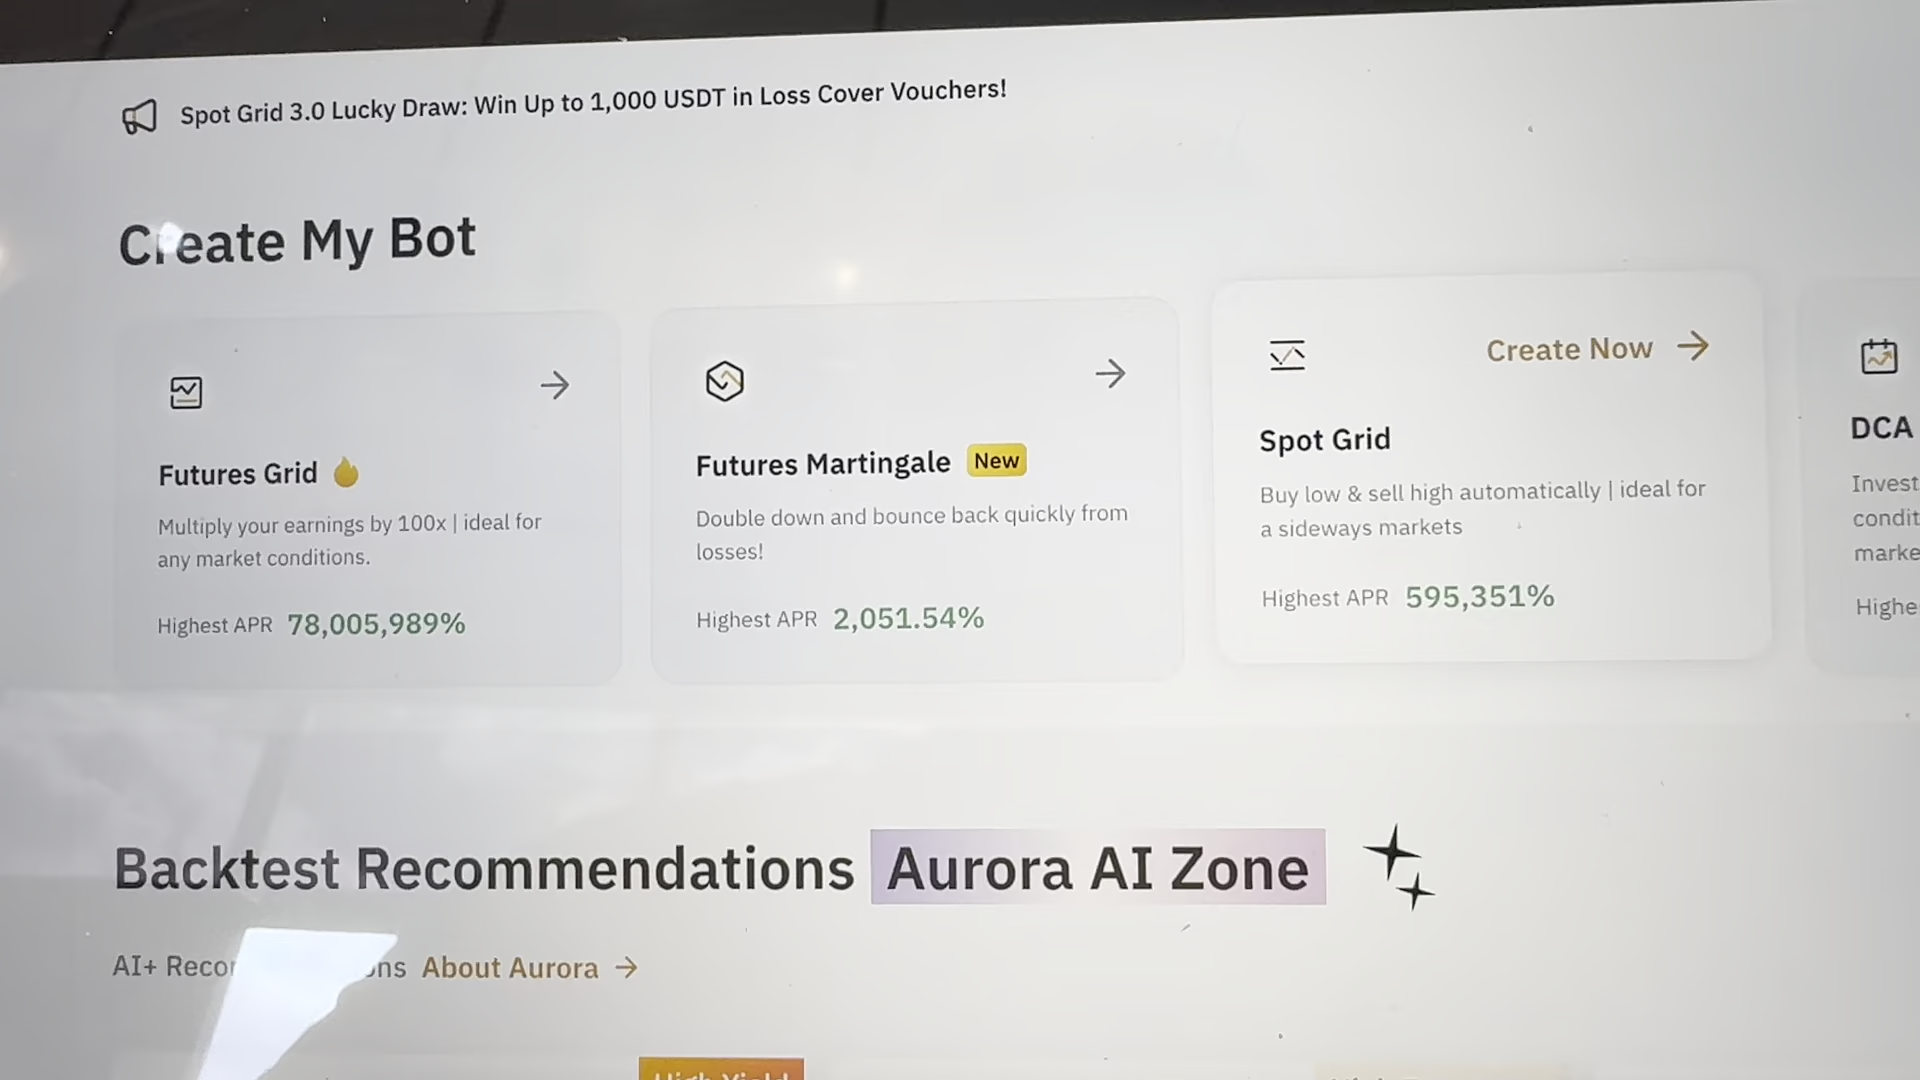 Spot Grid 3.0 Lucky Draw: Win Up to 1,000 USDT in Loss Cover Vouchers!
Create My Bot
Futures Grid
Multiply your earnings by 100x | ideal for
any market conditions.
Highest APR 78,005,989%
Futures Martingale New
Double down and bounce back quickly from
losses!
Highest APR 2,051.54%
Create Now
Spot Grid
Buy low & sell high automatically | ideal for
a sideways markets
Highest APR 595,351%
DCA
Invest
Backtest Recommendations Aurora AI Zone
AI+
About Aurora
High Yield